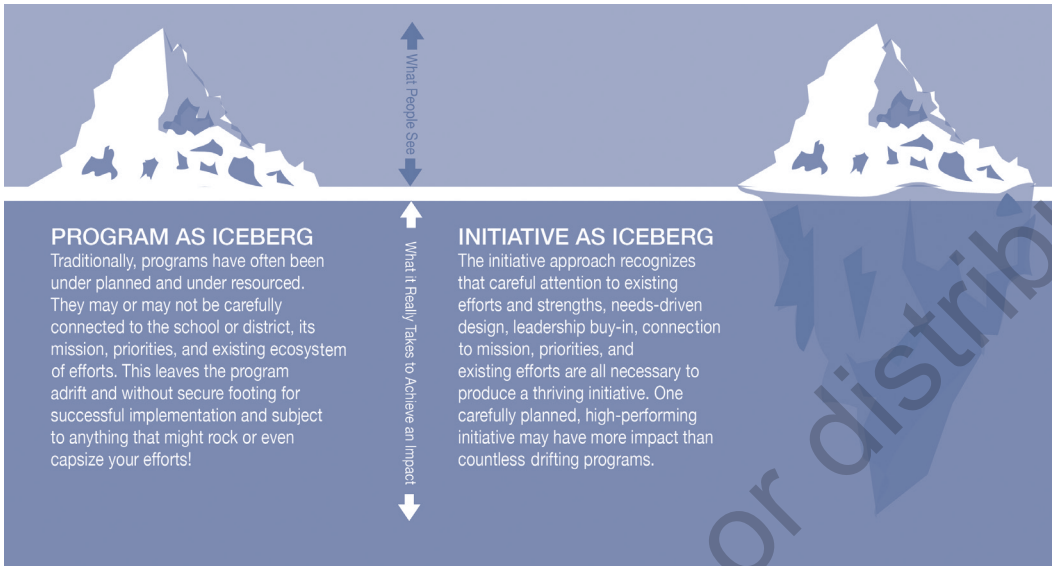 What People See
What it Really Takes to Achieve an Impact
PROGRAM AS ICEBERG
Traditionally, programs have often been
under planned and under resourced.
They may or may not be carefully
connected to the school or district, its
mission, priorities, and existing ecosystem
of efforts. This leaves the program
adrift and without secure footing for
successful implementation and subject
to anything that might rock or even
capsize your efforts!
INITIATIVE AS ICEBERG
The initiative approach recognizes
that careful attention to existing
efforts and strengths, needs-driven
design, leadership buy-in, connection
to mission, priorities, and
existing efforts are all necessary to
produce a thriving initiative. One
carefully planned, high-performing
initiative may have more impact than
countless drifting programs.
or distribu